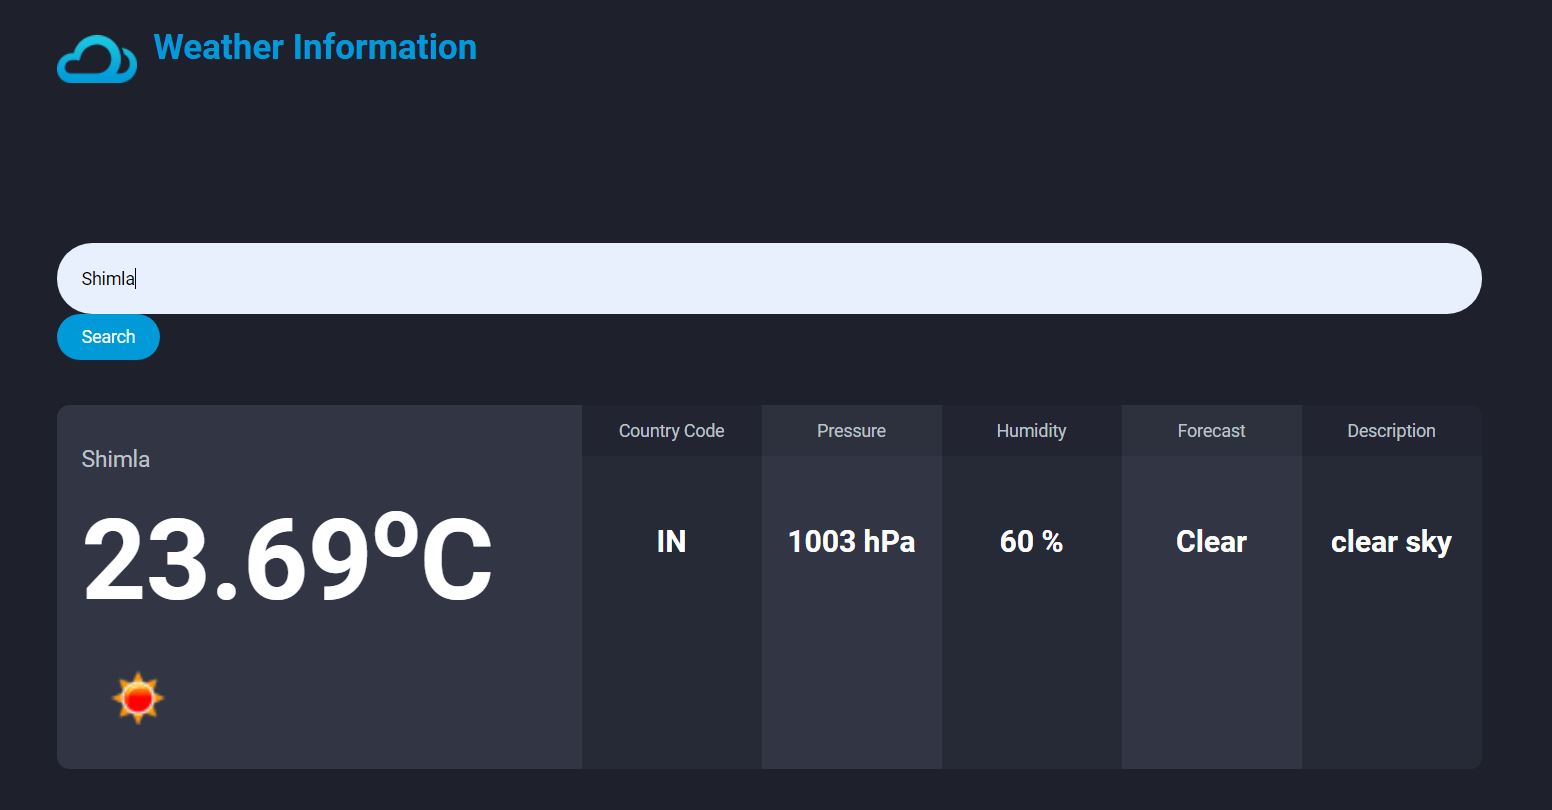 Weather Information
Shimla
Search
Shimla
23.69°C
Country Code
IN
Pressure
1003 hPa
Humidity
60 %
Forecast
Clear
Description
clear sky